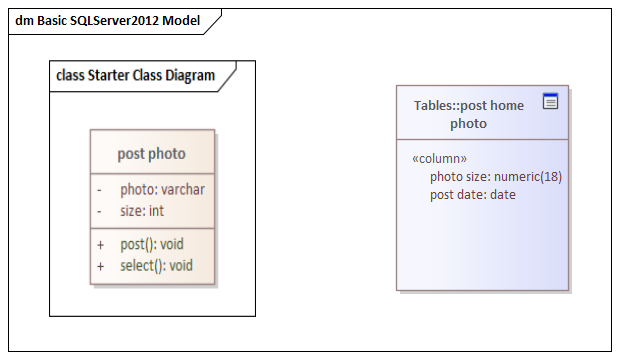 dm Basic SQLServer2012 Model
class Starter Class Diagram
post photo
- photo: varchar
- size: int
+ post(): void
+ select(): void
Tables::post home
photo
«column»
photo size: numeric(18)
post date: date